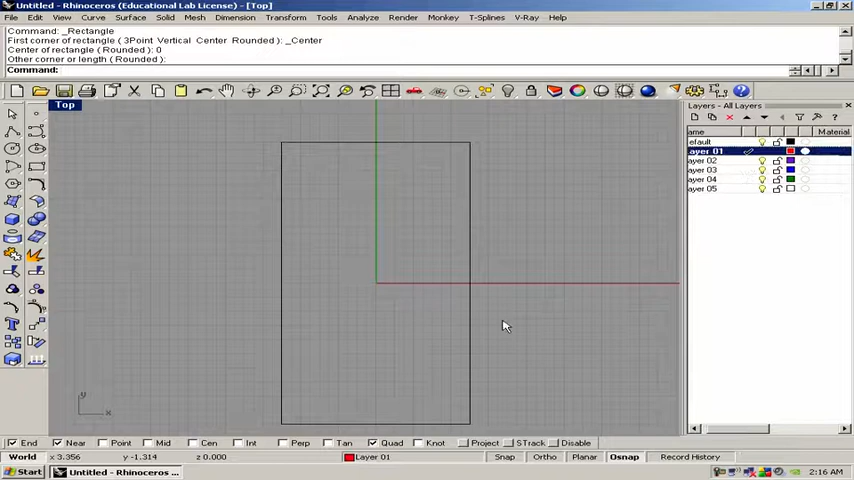 Untitled - Rhinoceros (Educational Lab License) - [Top]
File Edit View Curve Surface Solid Mesh Dimension Transform Tools Analyze Render Monkey T-Splines V-Ray Help
Command: _Rectangle
First corner of rectangle ( 3Point Vertical Center Rounded ): _Center
Center of rectangle ( Rounded ): 0
Other corner or length ( Rounded ):
Command:
Top
Layers - All Layers
ame Material
efault
ayer 01
ayer 02
ayer 03
ayer 04
ayer 05
y
x
End Near Point Mid Cen Int Perp Tan Quad Knot Project STrack Disable
World x 3.356 y -1.314 z 0.000 Layer 01 Snap Ortho Planar Osnap Record History
Start Untitled - Rhinoceros (... 2:16 AM